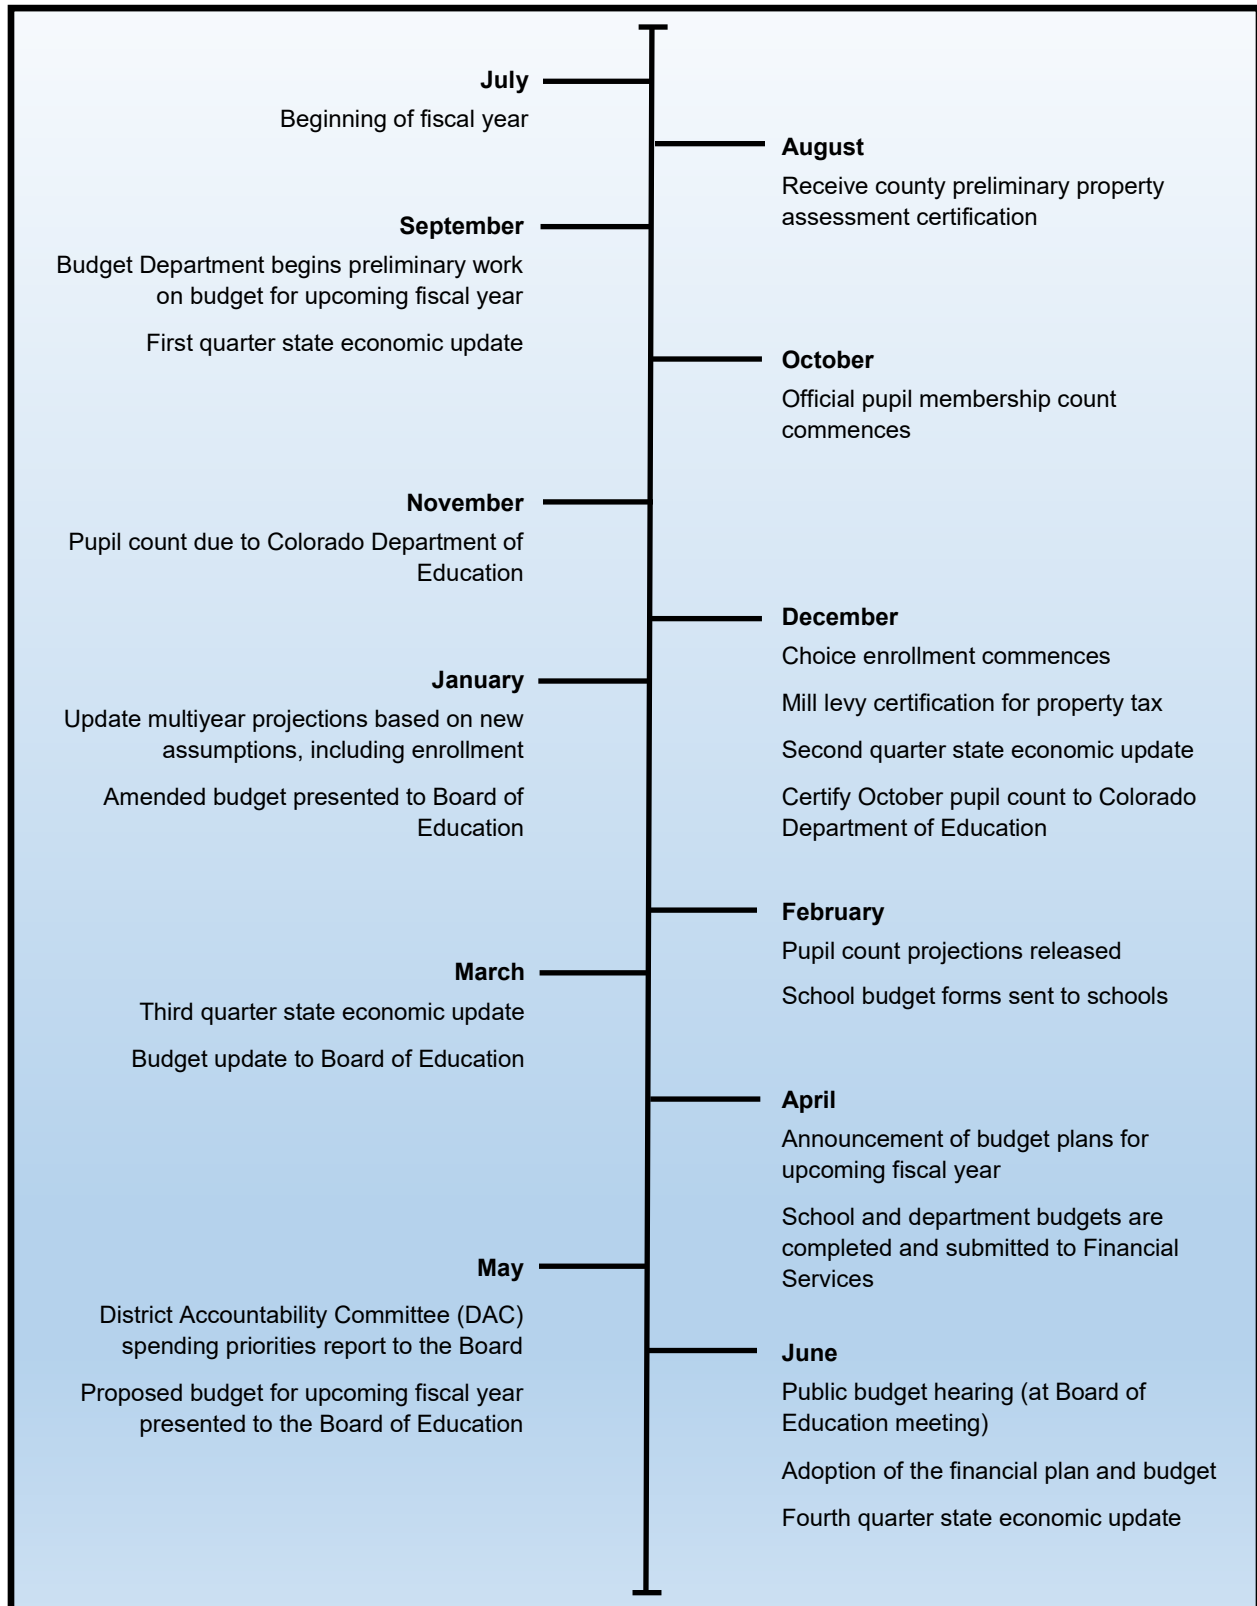 July
Beginning of fiscal year
August
Receive county preliminary property
assessment certification
September
Budget Department begins preliminary work
on budget for upcoming fiscal year
First quarter state economic update
October
Official pupil membership count
commences
November
Pupil count due to Colorado Department of
Education
December
Choice enrollment commences
Mill levy certification for property tax
Second quarter state economic update
Certify October pupil count to Colorado
Department of Education
January
Update multiyear projections based on new
assumptions, including enrollment
Amended budget presented to Board of
Education
February
Pupil count projections released
School budget forms sent to schools
March
Third quarter state economic update
Budget update to Board of Education
April
Announcement of budget plans for
upcoming fiscal year
School and department budgets are
completed and submitted to Financial
Services
May
District Accountability Committee (DAC)
spending priorities report to the Board
Proposed budget for upcoming fiscal year
presented to the Board of Education
June
Public budget hearing (at Board of
Education meeting)
Adoption of the financial plan and budget
Fourth quarter state economic update